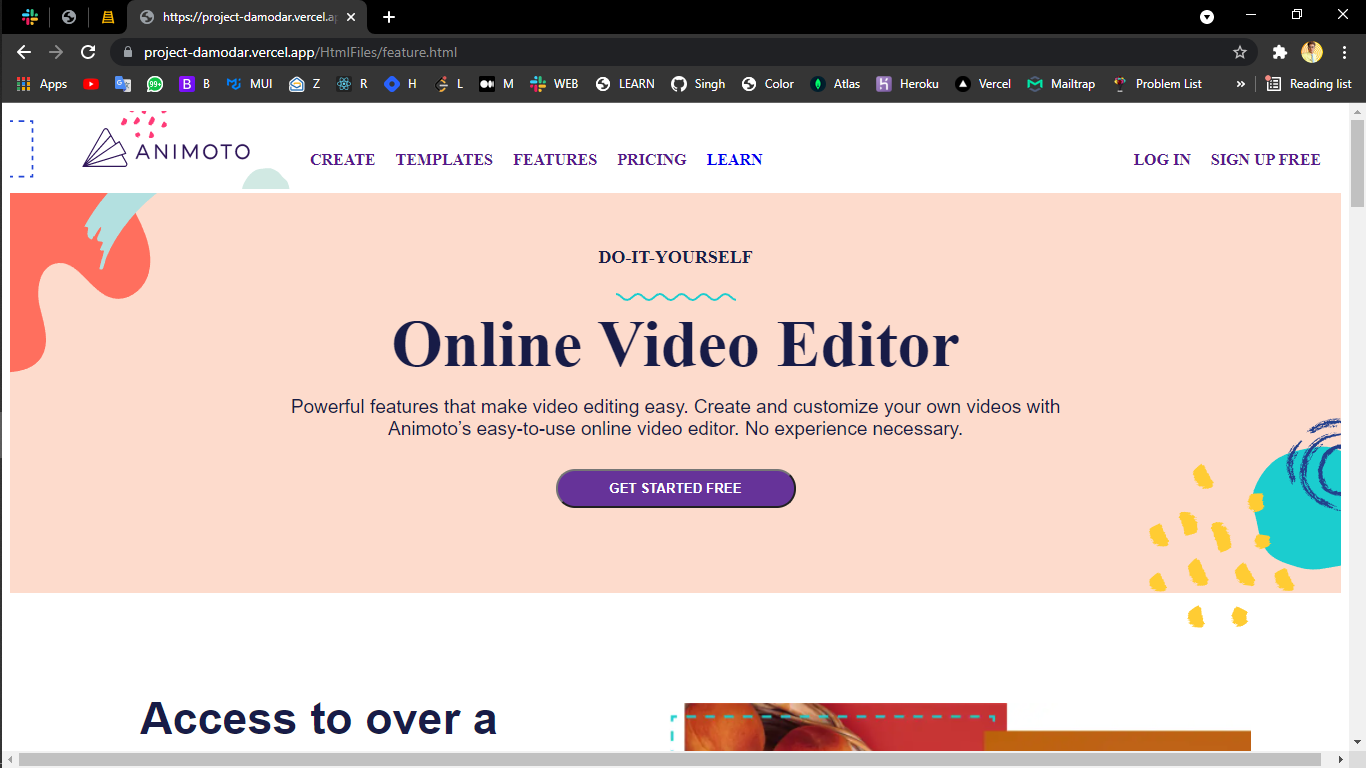 https://project-damodar.vercel.ap
project-damodar.vercel.app/HtmlFiles/feature.html
Apps
99+
B B
MUI
Z
R
H
L
M
WEB
LEARN
Singh
Color
Atlas
Heroku
Vercel
Mailtrap
Problem List
»
Reading list
ANIMOTO
CREATE TEMPLATES FEATURES PRICING LEARN LOG IN SIGN UP FREE
DO-IT-YOURSELF
Online Video Editor
Powerful features that make video editing easy. Create and customize your own videos with
Animoto’s easy-to-use online video editor. No experience necessary.
GET STARTED FREE
Access to over a